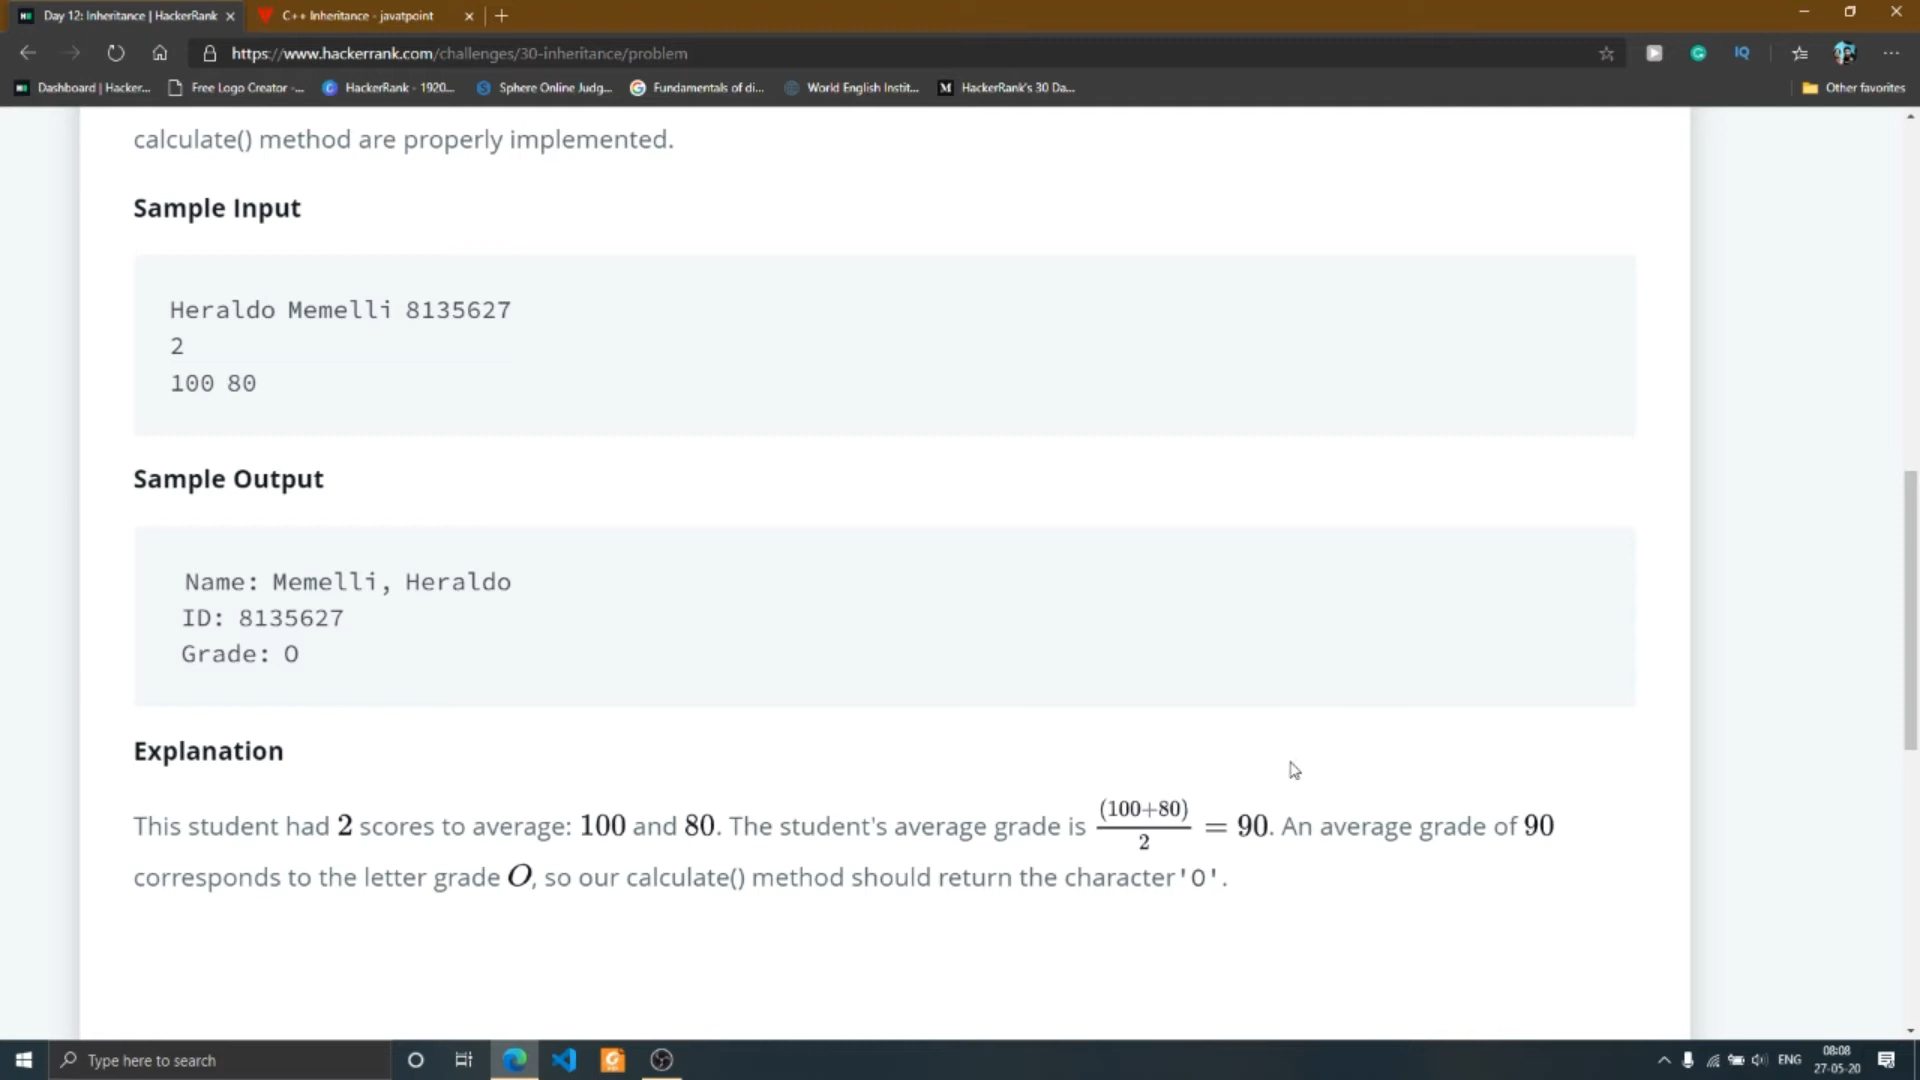 Day 12: Inheritance | HackerRank
C++ Inheritance - javatpoint
https://www.hackerrank.com/challenges/30-inheritance/problem
IQ
Dashboard | Hacker...
Free Logo Creator -...
HackerRank - 1920...
Sphere Online Judg...
Fundamentals of di...
World English Instit...
M HackerRank's 30 Da...
Other favorites
calculate() method are properly implemented.
Sample Input
Heraldo Memelli 8135627
2
100 80
Sample Output
Name: Memelli, Heraldo
ID: 8135627
Grade: O
Explanation
This student had 2 scores to average: 100 and 80. The student's average grade is (100+80)/2 = 90. An average grade of 90
corresponds to the letter grade O, so our calculate() method should return the character'O'.
Type here to search
ENG
08:08
27-05-20